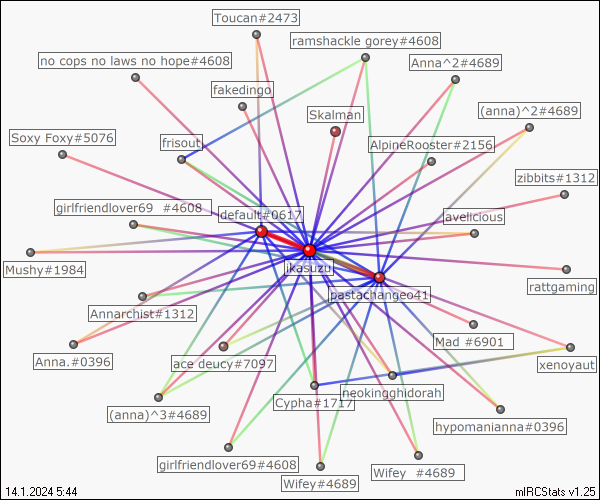 Toucan#2473
ramshackle gorey#4608
no cops no laws no hope#4608
Anna^2#4689
fakedingo
Skalman
(anna)^2#4689
Soxy Foxy#5076
frisout
AlpineRooster#2156
zibbits#1312
girlfriendlover69  #4608
default#0617
avelicious
Mushy#1984
jkasuzu
rattgaming
pastachangeo41
Annarchist#1312
Mad #6901
Anna.#0396
ace deucy#7097
xenoyaut
neokingghidorah
Cypha#1717
(anna)^3#4689
hypomanianna#0396
girlfriendlover69#4608
Wifey#4689
Wifey  #4689
14.1.2024 5:44
mIRCStats v1.25